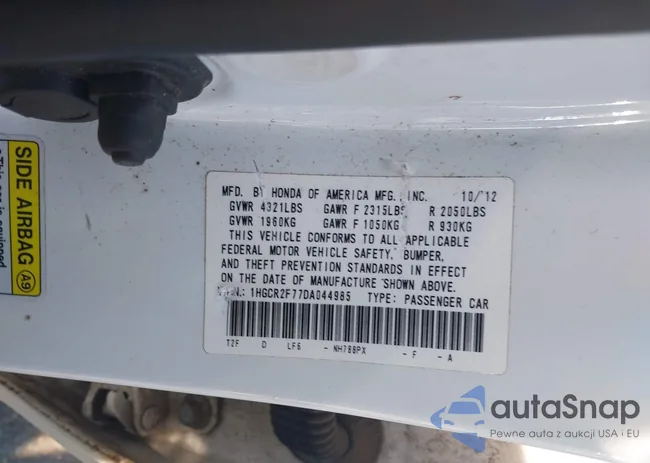 SIDE AIRBAG
A9
MFD. BY HONDA OF AMERICA MFG., INC. 10/12
GVWR 4321LBS GAWR F 2315LBS R 2050LBS
GVWR 1960KG GAWR F 1050KG R 930KG
THIS VEHICLE CONFORMS TO ALL APPLICABLE
FEDERAL MOTOR VEHICLE SAFETY, BUMPER,
AND THEFT PREVENTION STANDARDS IN EFFECT
ON THE DATE OF MANUFACTURE SHOWN ABOVE.
V.I.N.: 1HGCR2F77DA044985 TYPE: PASSENGER CAR
T2F D LF6 - NH788PX - F - A
autaSnap
Pewne auta z aukcji USA i EU